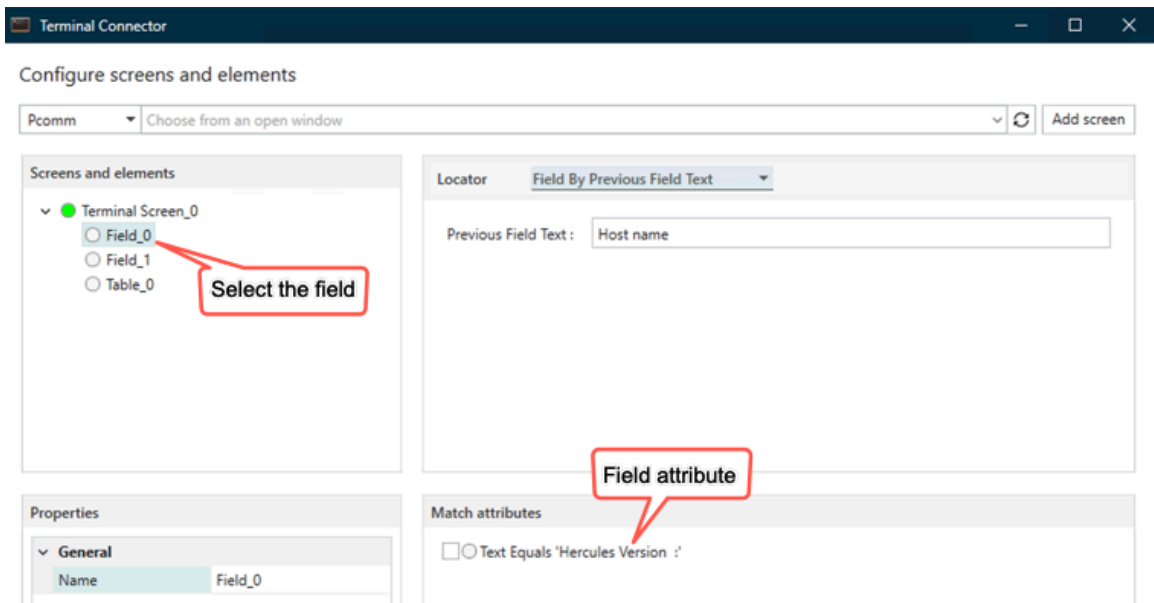 Terminal Connector
Configure screens and elements
Pcomm Choose from an open window Add screen
Screens and elements
Locator Field By Previous Field Text
Terminal Screen_0
Field_0
Previous Field Text : Host name
Field_1
Table_0
Select the field
Field attribute
Properties
Match attributes
General
Text Equals 'Hercules Version :'
Name Field_0